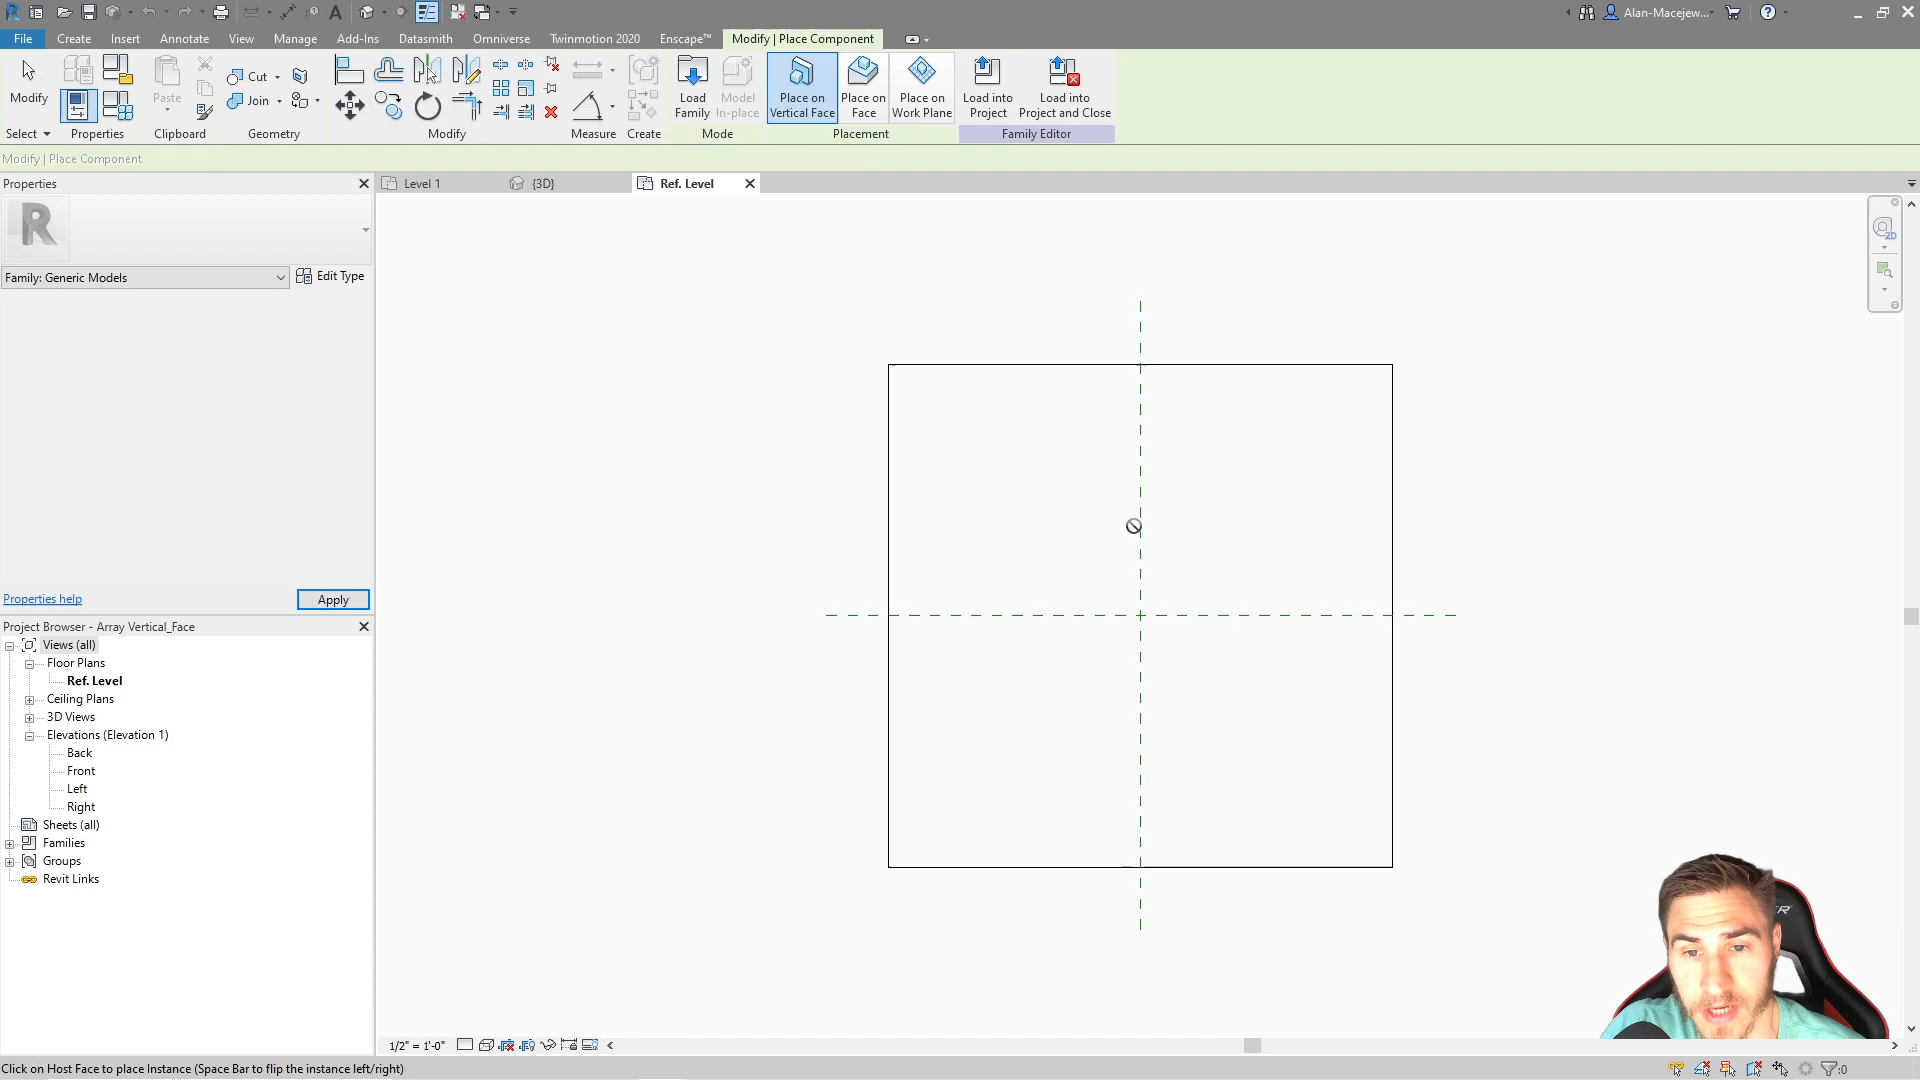 Alan-Macejew...
File Create Insert Annotate View Manage Add-Ins Datasmith Omniverse Twinmotion 2020 Enscape™ Modify | Place Component
Modify
Paste
Cut
Join
Load Family
Model In-place
Place on Vertical Face
Place on Face
Place on Work Plane
Load into Project
Load into Project and Close
Select Properties Clipboard Geometry Modify Measure Create Mode Placement Family Editor
Modify | Place Component
Properties
Level 1
{3D}
Ref. Level
R
Family: Generic Models
Edit Type
Properties help
Apply
Project Browser - Array Vertical_Face
Views (all)
Floor Plans
Ref. Level
Ceiling Plans
3D Views
Elevations (Elevation 1)
Back
Front
Left
Right
Sheets (all)
Families
Groups
Revit Links
2D
1/2" = 1'-0"
Click on Host Face to place Instance (Space Bar to flip the instance left/right)
:0